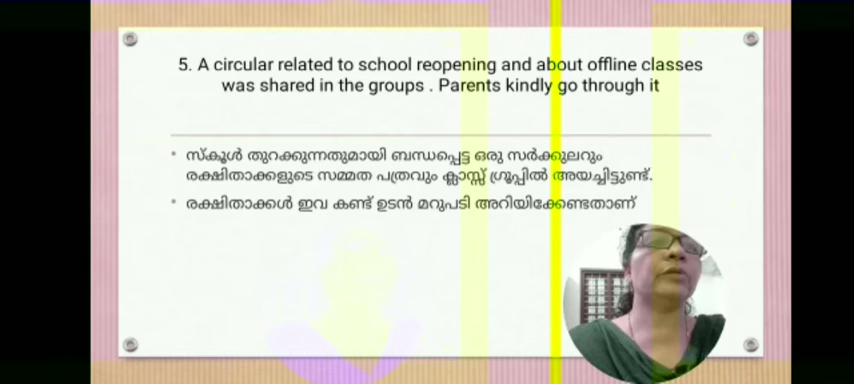 5. A circular related to school reopening and about offline classes
was shared in the groups . Parents kindly go through it
• സ്കൂൾ തുറക്കുന്നതുമായി ബന്ധപ്പെട്ട ഒരു സർക്കുലറും
രക്ഷിതാക്കളുടെ സമ്മത പത്രവും ക്ലാസ്സ് ഗ്രൂപ്പിൽ അയച്ചിട്ടുണ്ട്.
• രക്ഷിതാക്കൾ ഇവ കണ്ട് ഉടൻ മറുപടി അറിയിക്കേണ്ടതാണ്